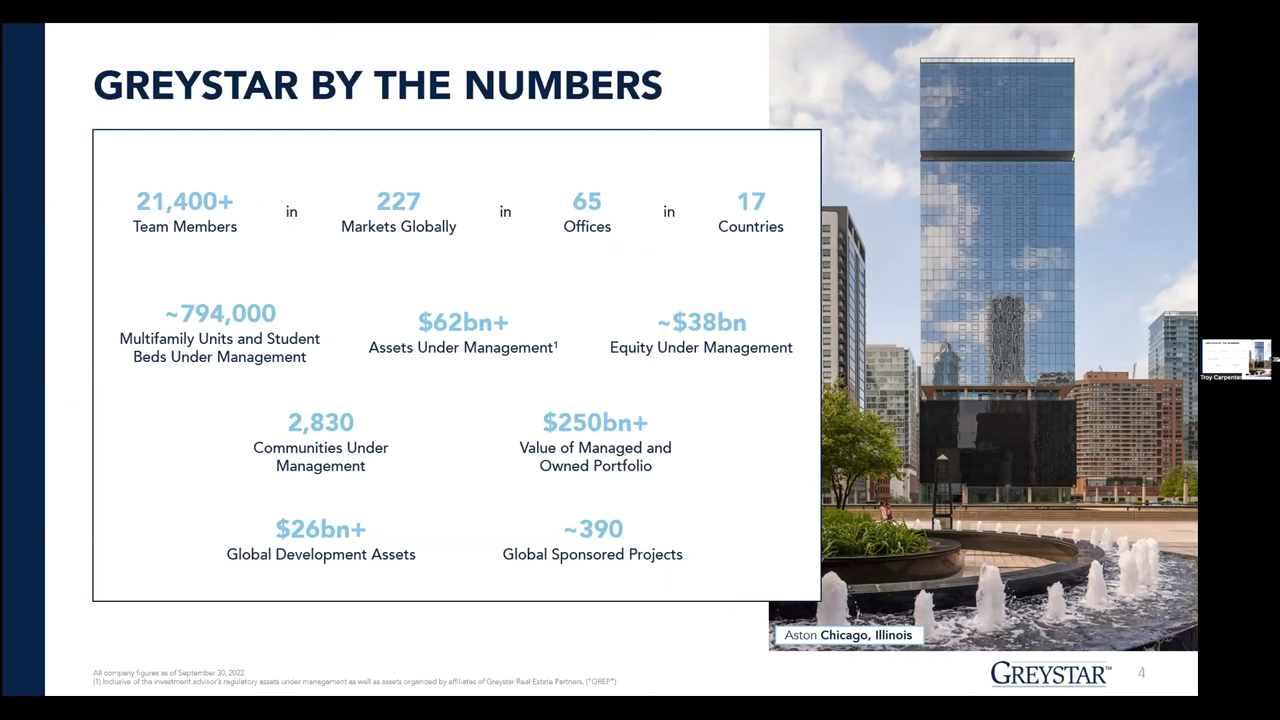 GREYSTAR BY THE NUMBERS
21,400+
Team Members
in
227
Markets Globally
in
65
Offices
in
17
Countries
~794,000
Multifamily Units and Student
Beds Under Management
$62bn+
Assets Under Management¹
~$38bn
Equity Under Management
2,830
Communities Under
Management
$250bn+
Value of Managed and
Owned Portfolio
$26bn+
Global Development Assets
~390
Global Sponsored Projects
Aston Chicago, Illinois
All company figures as of September 30, 2022.
(1) Inclusive of the investment advisor's regulatory assets under management as well as assets organized by affiliates of Greystar Real Estate Partners. ("GREP")
GREYSTAR™
4
Troy Carpenter